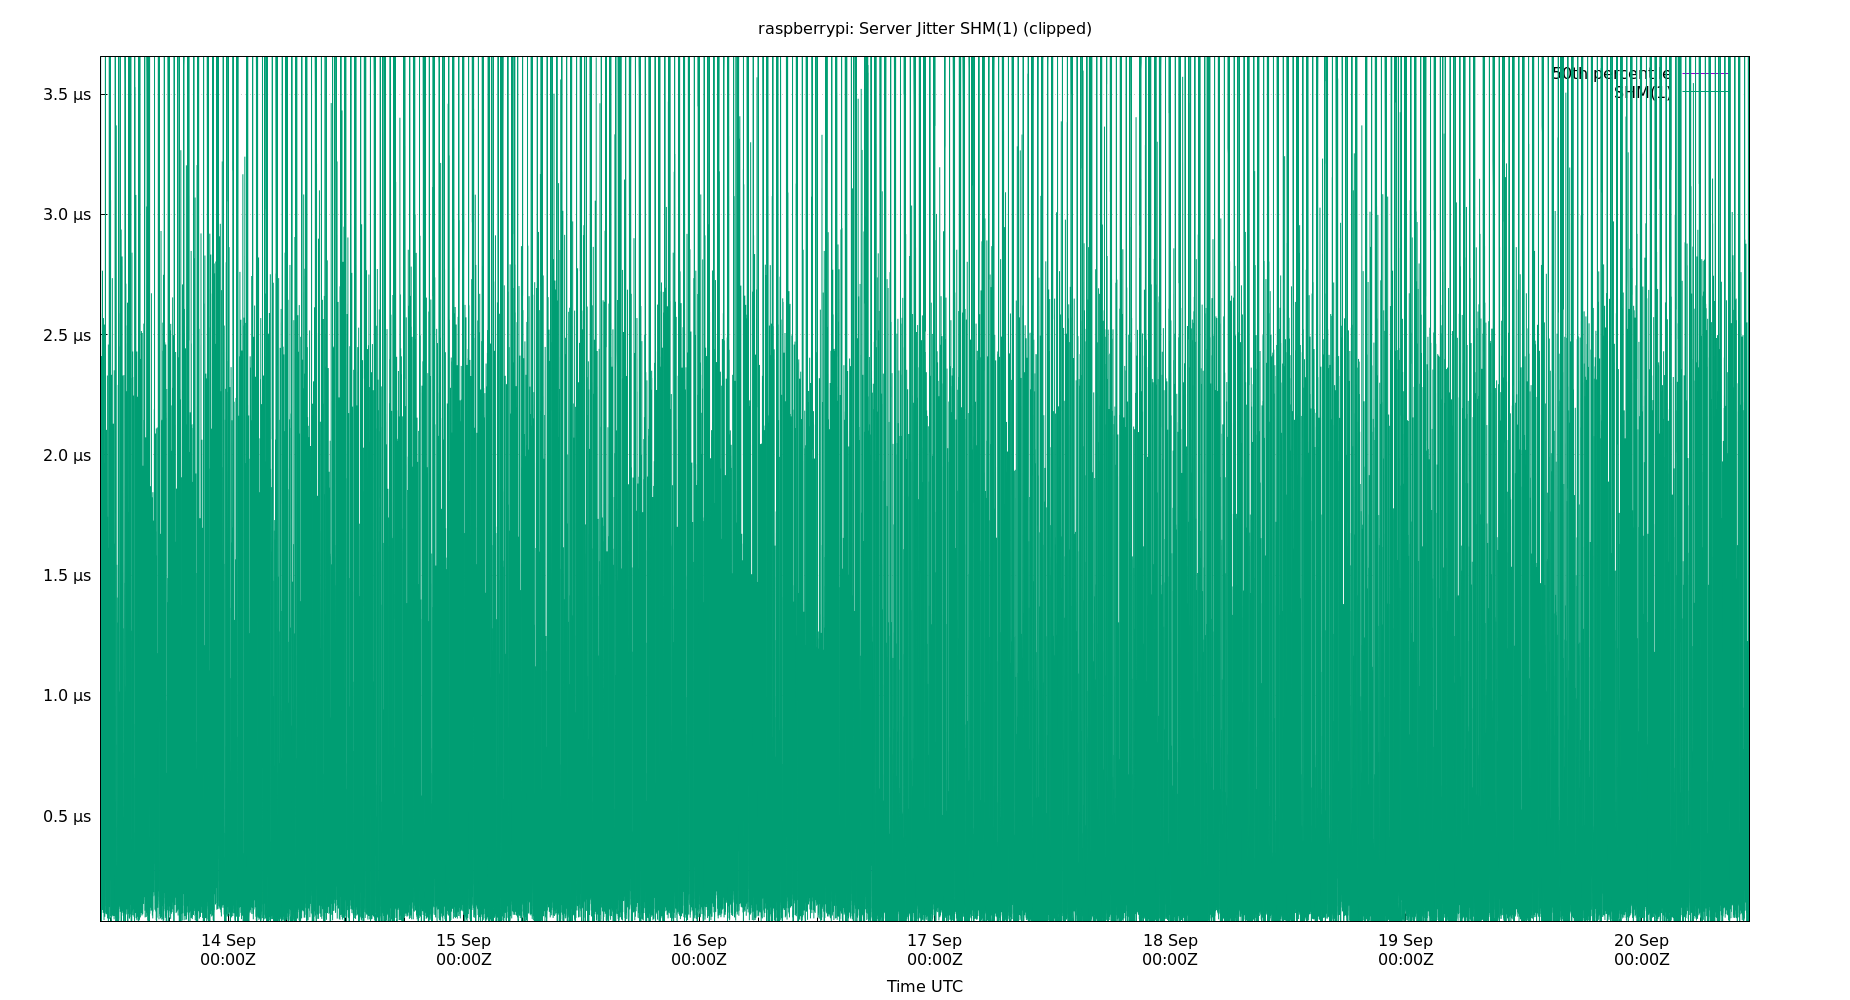 raspberrypi: Server Jitter SHM(1) (clipped)
50th percentile
SHM(1)
3.5 µs
3.0 µs
2.5 µs
2.0 µs
1.5 µs
1.0 µs
0.5 µs
14 Sep 15 Sep 16 Sep 17 Sep 18 Sep 19 Sep 20 Sep
00:00Z 00:00Z 00:00Z 00:00Z 00:00Z 00:00Z 00:00Z
Time UTC